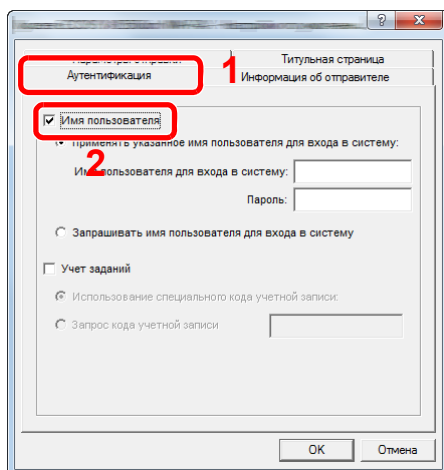 ?
Титульная страница
Аутентификация
1
Информация об отправителе
Имя пользователя
Применять указанное имя пользователя для входа в систему:
2
Имя пользователя для входа в систему:
Пароль:
Запрашивать имя пользователя для входа в систему
Учет заданий
Использование специального кода учетной записи:
Запрос кода учетной записи
OK
Отмена